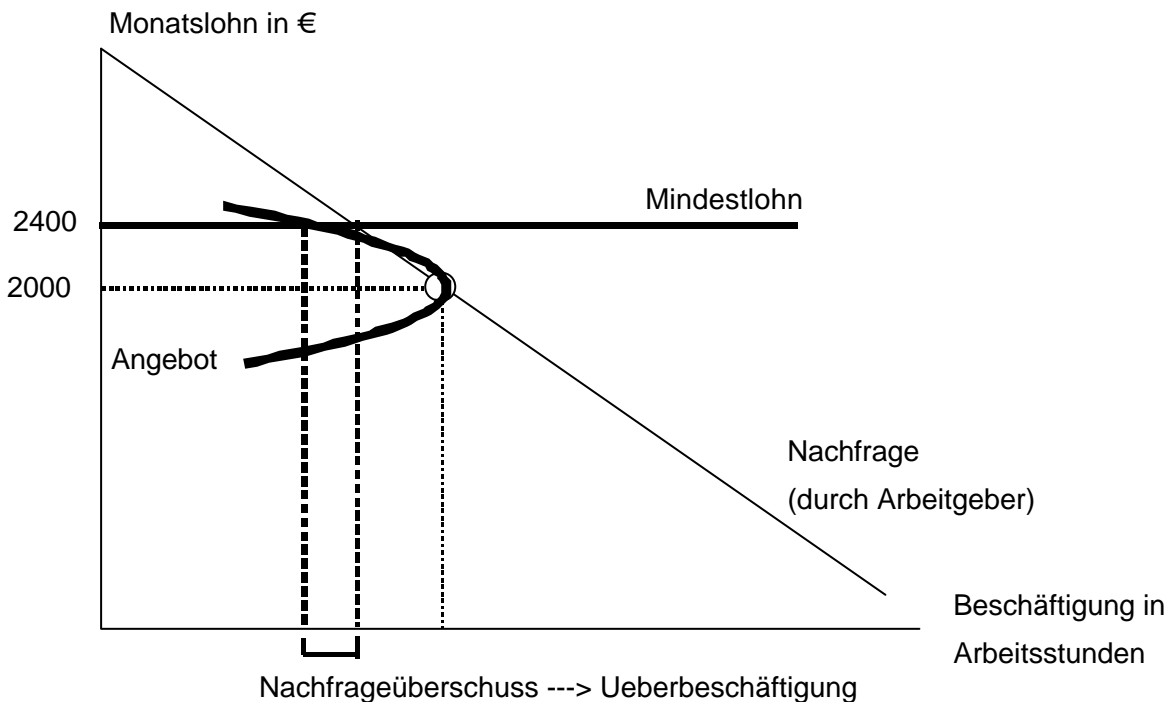 Monatslohn in €
Mindestlohn
2400
2000
Angebot
Nachfrage
(durch Arbeitgeber)
Beschäftigung in
Arbeitsstunden
Nachfrageüberschuss ---> Ueberbeschäftigung